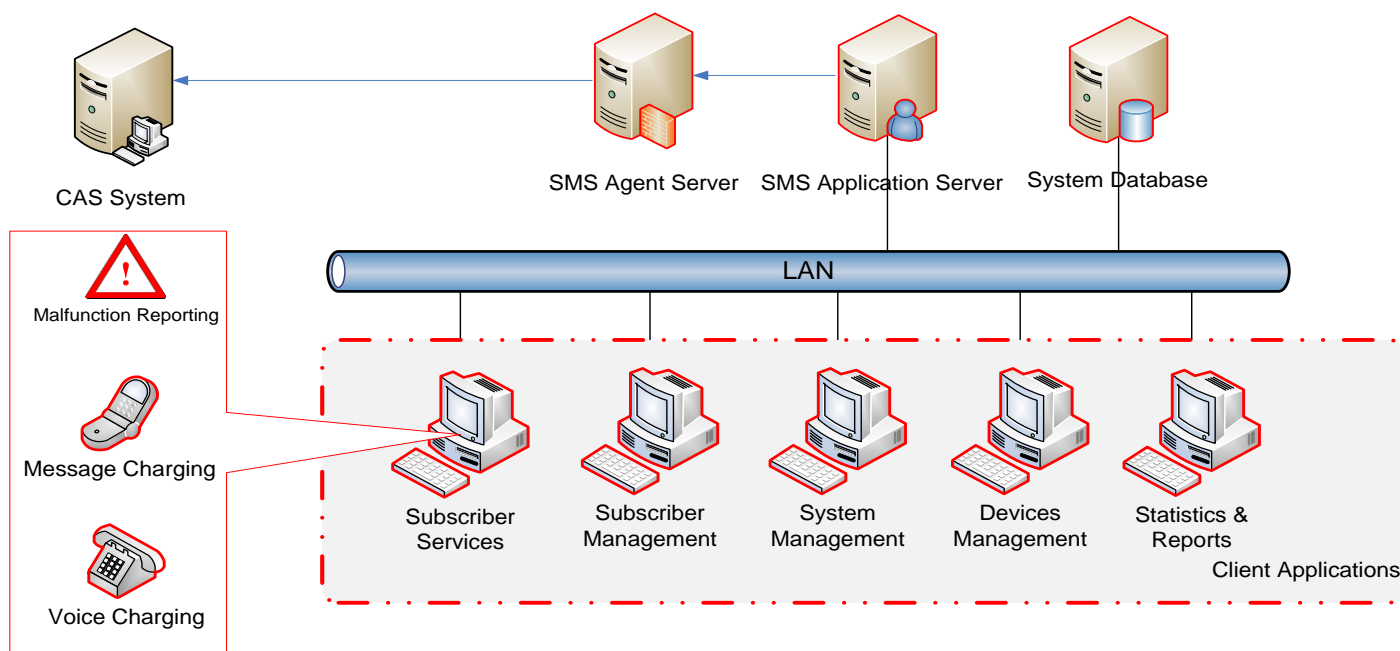 CAS System
SMS Agent Server
SMS Application Server
System Database
LAN
!
Malfunction Reporting
Message Charging
Voice Charging
Subscriber
Services
Subscriber
Management
System
Management
Devices
Management
Statistics &
Reports
Client Applications